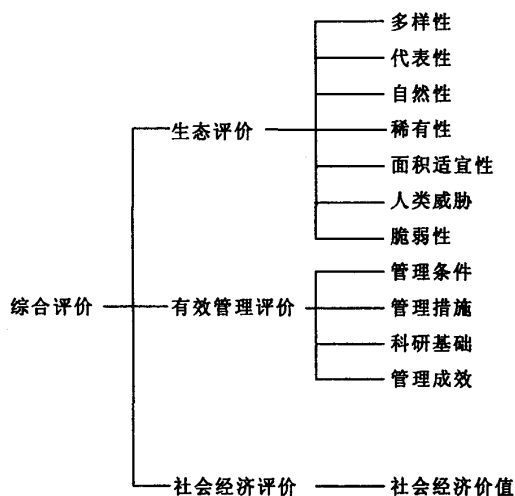 多样性
代表性
自然性
生态评价
稀有性
面积适宜性
人类威胁
脆弱性
管理条件
综合评价
有效管理评价
管理措施
科研基础
管理成效
社会经济评价
社会经济价值